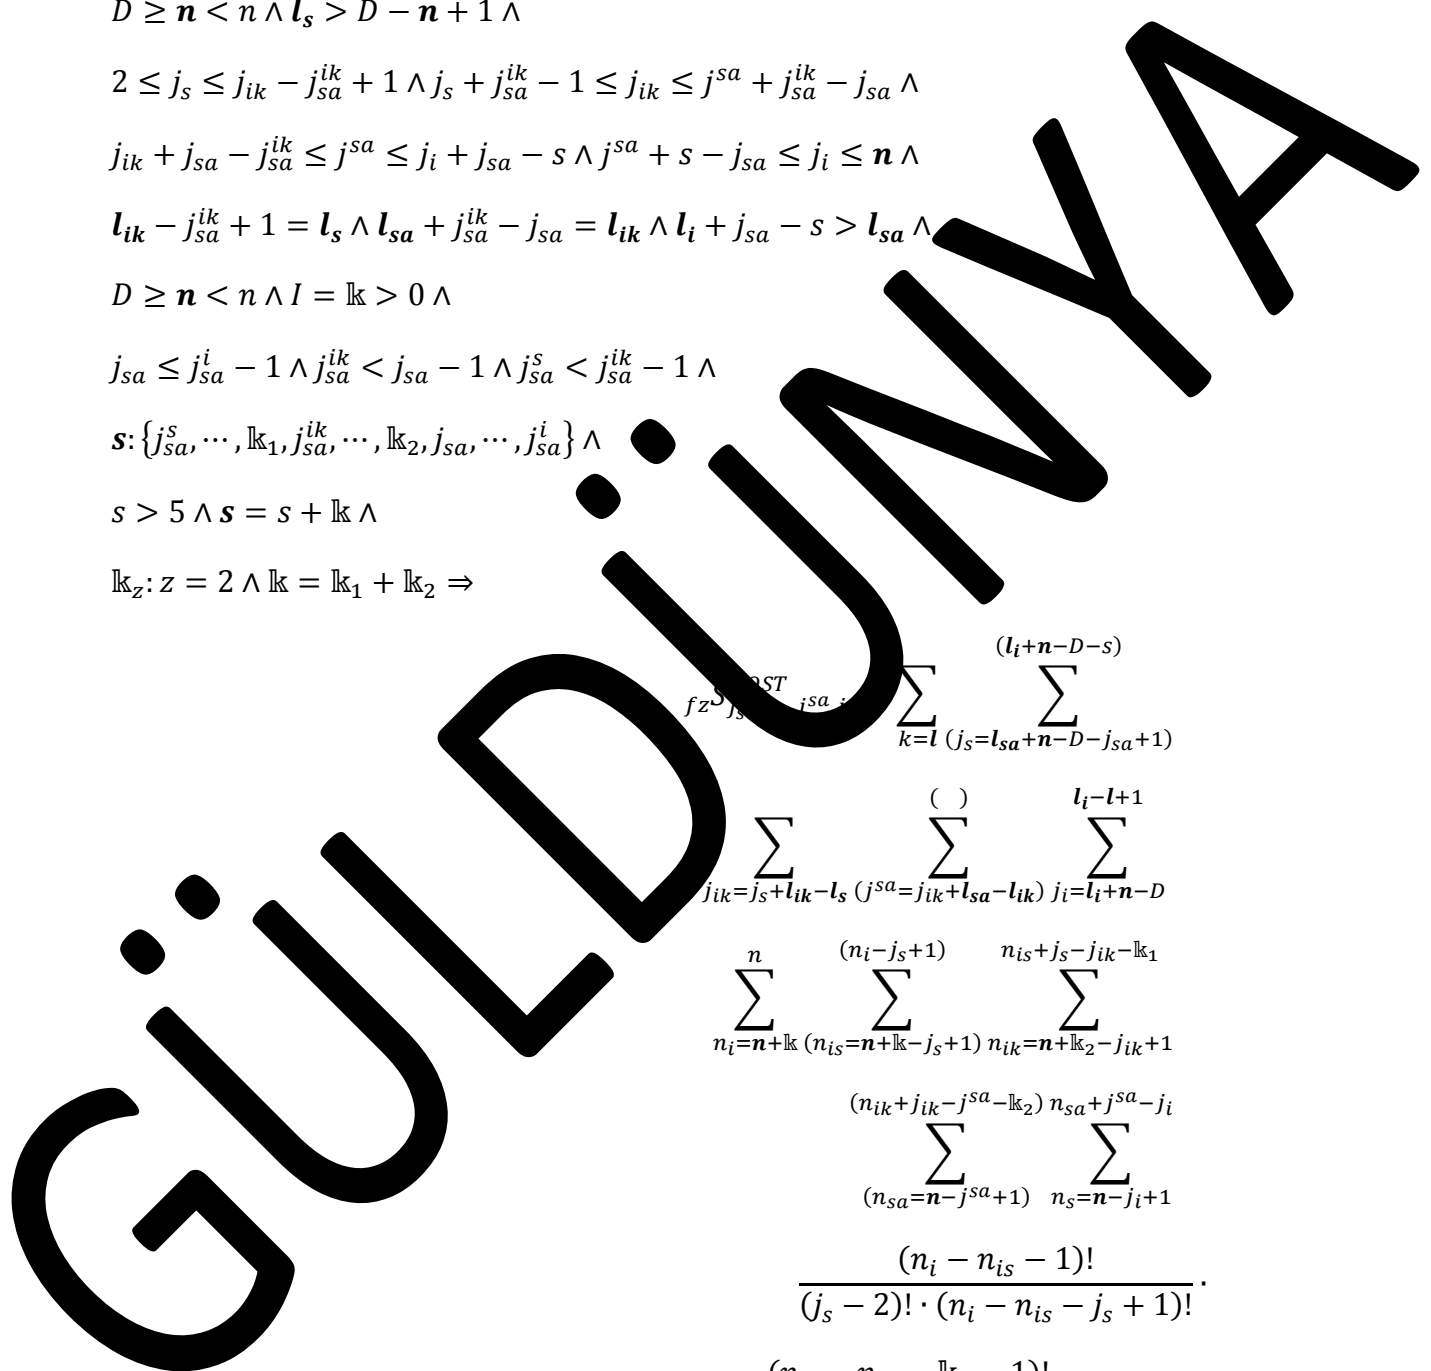 D ≥ n < n ∧ l_s > D − n + 1 ∧
2 ≤ j_s ≤ j_{ik} − j_{sa}^{ik} + 1 ∧ j_s + j_{sa}^{ik} − 1 ≤ j_{ik} ≤ j^{sa} + j_{sa}^{ik} − j_{sa} ∧
j_{ik} + j_{sa} − j_{sa}^{ik} ≤ j^{sa} ≤ j_i + j_{sa} − s ∧ j^{sa} + s − j_{sa} ≤ j_i ≤ n ∧
l_{ik} − j_{sa}^{ik} + 1 = l_s ∧ l_{sa} + j_{sa}^{ik} − j_{sa} = l_{ik} ∧ l_i + j_{sa} − s > l_{sa} ∧
D ≥ n < n ∧ I = 𝕜 > 0 ∧
j_{sa} ≤ j_{sa}^i − 1 ∧ j_{sa}^{ik} < j_{sa} − 1 ∧ j_{sa}^s < j_{sa}^{ik} − 1 ∧
s: {j_{sa}^s, ⋯, 𝕜_1, j_{sa}^{ik}, ⋯, 𝕜_2, j_{sa}, ⋯, j_{sa}^i} ∧
s > 5 ∧ s = s + 𝕜 ∧
𝕜_z: z = 2 ∧ 𝕜 = 𝕜_1 + 𝕜_2 ⇒
∑_{k=l} ∑_{(j_s=l_{sa}+n−D−j_{sa}+1)}^{(l_i+n−D−s)}
∑_{j_{ik}=j_s+l_{ik}−l_s} ∑_{(j^{sa}=j_{ik}+l_{sa}−l_{ik})}^{( )} ∑_{j_i=l_i+n−D}^{l_i−l+1}
∑_{n_i=n+𝕜}^{n} ∑_{(n_{is}=n+𝕜−j_s+1)}^{(n_i−j_s+1)} ∑_{n_{ik}=n+𝕜_2−j_{ik}+1}^{n_{is}+j_s−j_{ik}−𝕜_1}
∑_{(n_{sa}=n−j^{sa}+1)}^{(n_{ik}+j_{ik}−j^{sa}−𝕜_2)} ∑_{n_s=n−j_i+1}^{n_{sa}+j^{sa}−j_i}
(n_i − n_{is} − 1)!
(j_s − 2)! · (n_i − n_{is} − j_s + 1)! ·
GÜLDÜNYA